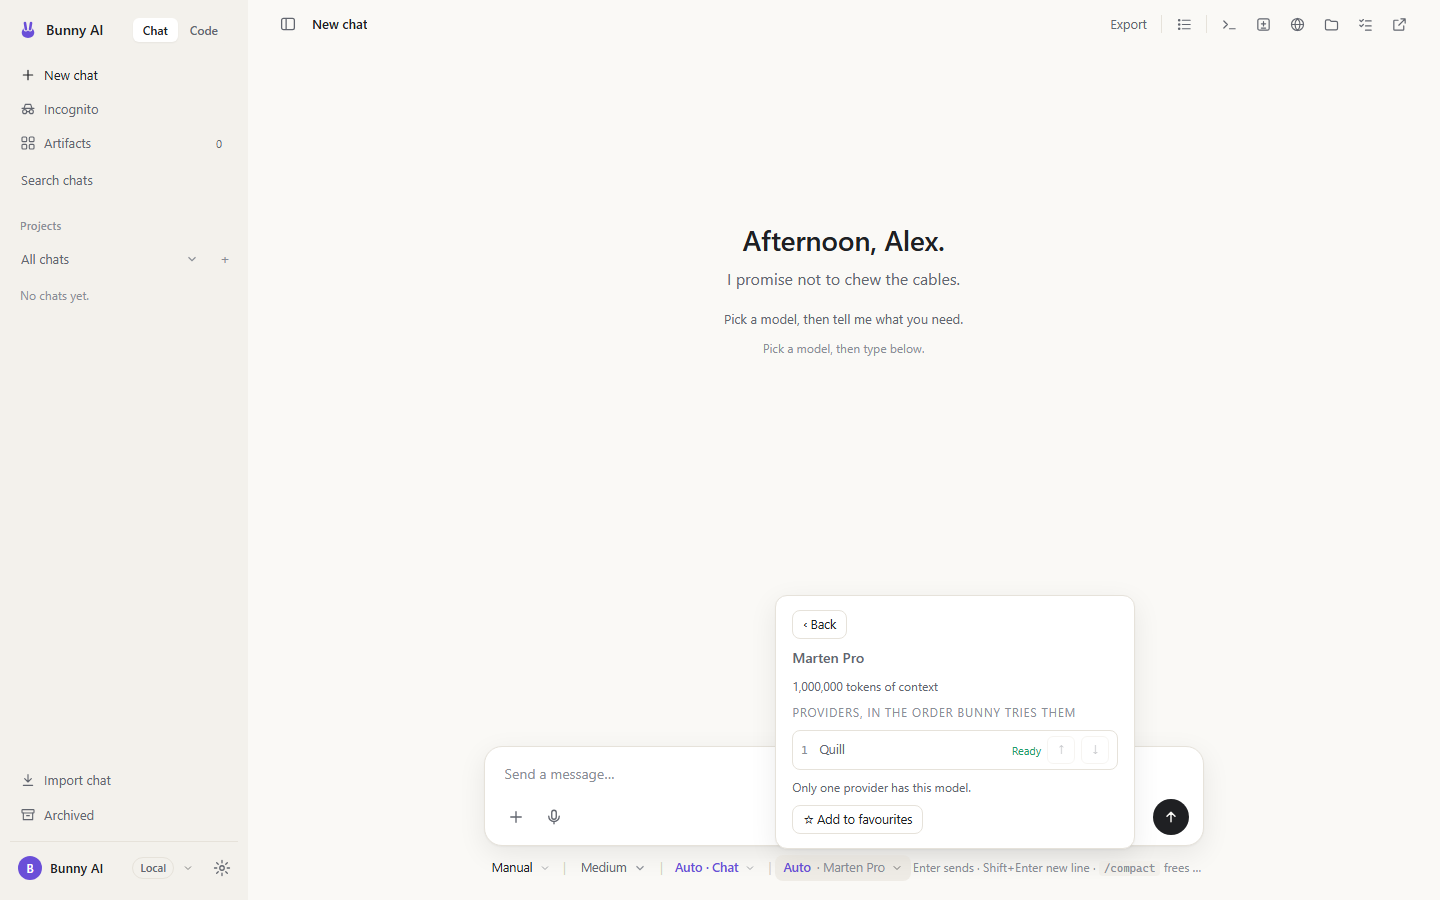 Bunny AI
Chat
Code
New chat
Incognito
Artifacts
0
Search chats
Projects
All chats
+
No chats yet.
Import chat
Archived
B
Bunny AI
Local
New chat
Export
Afternoon, Alex.
I promise not to chew the cables.
Pick a model, then tell me what you need.
Pick a model, then type below.
‹ Back
Marten Pro
1,000,000 tokens of context
PROVIDERS, IN THE ORDER BUNNY TRIES THEM
1 Quill Ready ↑ ↓
Only one provider has this model.
☆ Add to favourites
Send a message...
Manual | Medium | Auto · Chat | Auto · Marten Pro Enter sends · Shift+Enter new line · /compact frees ...